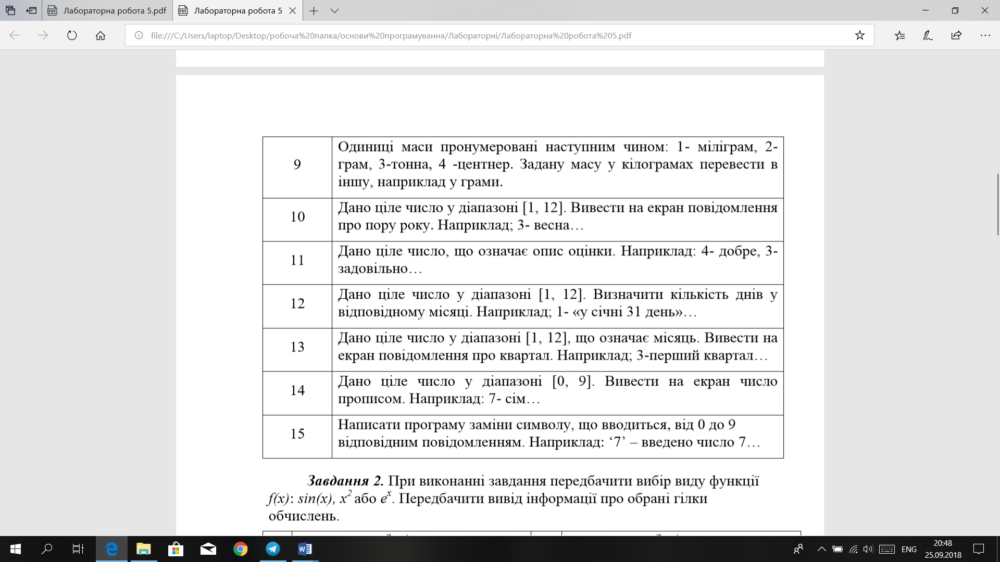 Лабораторна робота 5.pdf
Лабораторна робота 5
file:///C:/Users/laptop/Desktop/робоча%20папка/основи%20програмування/Лабораторні/Лабораторна%20робота%205.pdf
9
Одиниці маси пронумеровані наступним чином: 1- міліграм, 2-
грам, 3-тонна, 4 -центнер. Задану масу у кілограмах перевести в
іншу, наприклад у грами.
10
Дано ціле число у діапазоні [1, 12]. Вивести на екран повідомлення
про пору року. Наприклад; 3- весна…
11
Дано ціле число, що означає опис оцінки. Наприклад: 4- добре, 3-
задовільно…
12
Дано ціле число у діапазоні [1, 12]. Визначити кількість днів у
відповідному місяці. Наприклад; 1- «у січні 31 день»…
13
Дано ціле число у діапазоні [1, 12], що означає місяць. Вивести на
екран повідомлення про квартал. Наприклад; 3-перший квартал…
14
Дано ціле число у діапазоні [0, 9]. Вивести на екран число
прописом. Наприклад: 7- сім…
15
Написати програму заміни символу, що вводиться, від 0 до 9
відповідним повідомленням. Наприклад: ‘7’ – введено число 7…
Завдання 2. При виконанні завдання передбачити вибір виду функції
f(x): sin(x), x² або eˣ. Передбачити вивід інформації про обрані гілки
обчислень.
ENG
20:48
25.09.2018